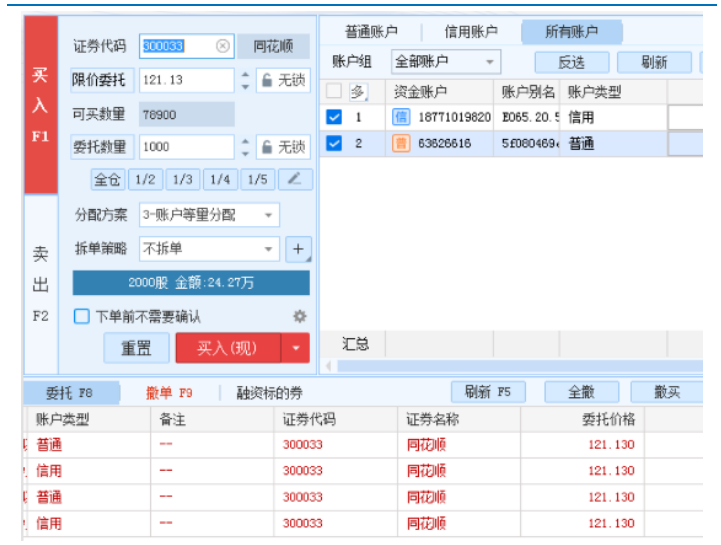 普通账户 信用账户 所有账户
证券代码 300033 同花顺
账户组 全部账户 反选 刷新
买入 F1
限价委托 121.13 无锁
多 资金账户 账户别名 账户类型
可买数量 78900
1 信 18771019820 信用
委托数量 1000 无锁
2 普 63626616 普通
全仓 1/2 1/3 1/4 1/5
分配方案 3-账户等量分配
卖出 F2
拆单策略 不拆单 +
2000股 金额:24.27万
下单前不需要确认
重置 买入(现)
汇总
委托 F8 撤单 F9 融资标的券 刷新 F5 全撤 撤买
账户类型 备注 证券代码 证券名称 委托价格
普通 -- 300033 同花顺 121.130
信用 -- 300033 同花顺 121.130
普通 -- 300033 同花顺 121.130
信用 -- 300033 同花顺 121.130